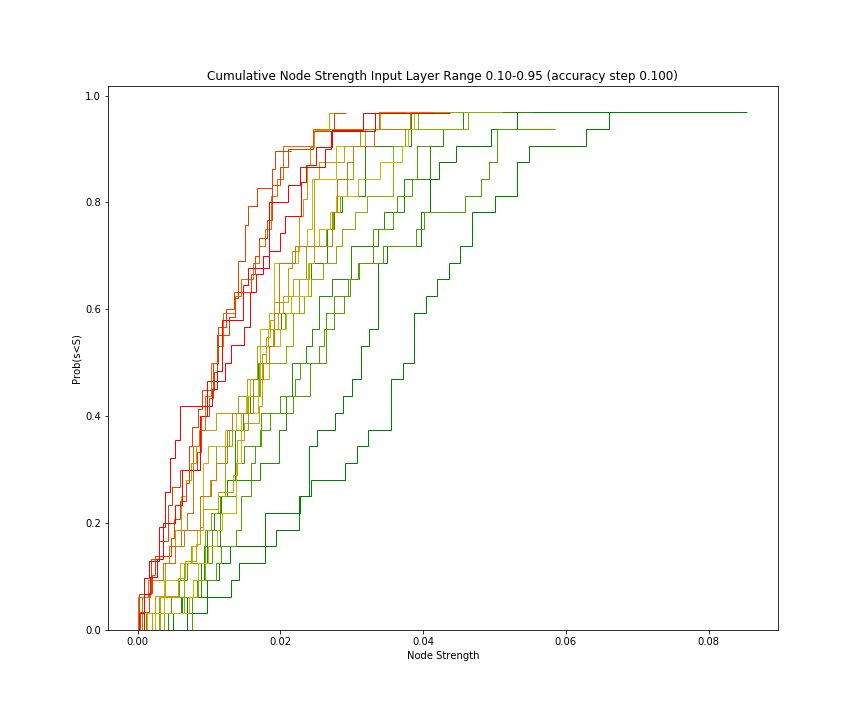 Cumulative Node Strength Input Layer Range 0.10-0.95 (accuracy step 0.100)
1.0
0.8
0.6
0.4
0.2
0.0
Prob(s<S)
0.00 0.02 0.04 0.06 0.08
Node Strength